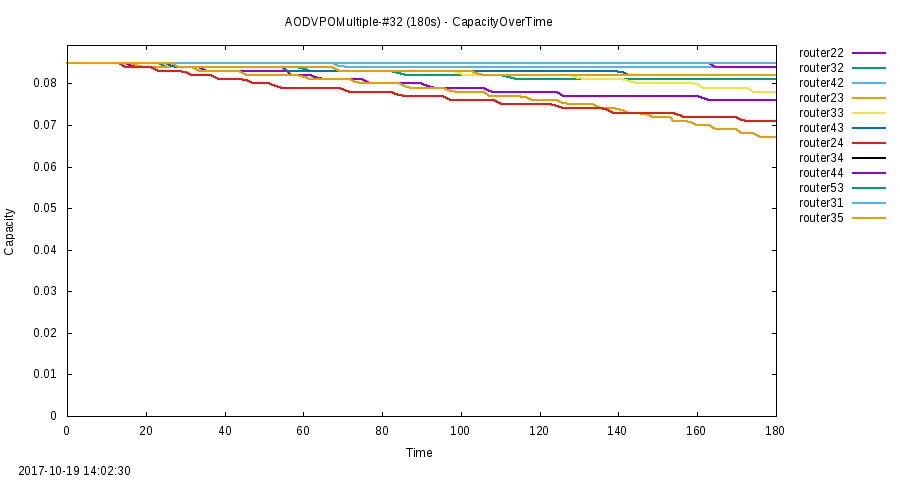 AODVPOMultiple-#32 (180s) - CapacityOverTime
router22
router32
router42
router23
router33
router43
router24
router34
router44
router53
router31
router35
0.08
0.07
0.06
0.05
0.04
0.03
0.02
0.01
0
Capacity
0 20 40 60 80 100 120 140 160 180
Time
2017-10-19 14:02:30